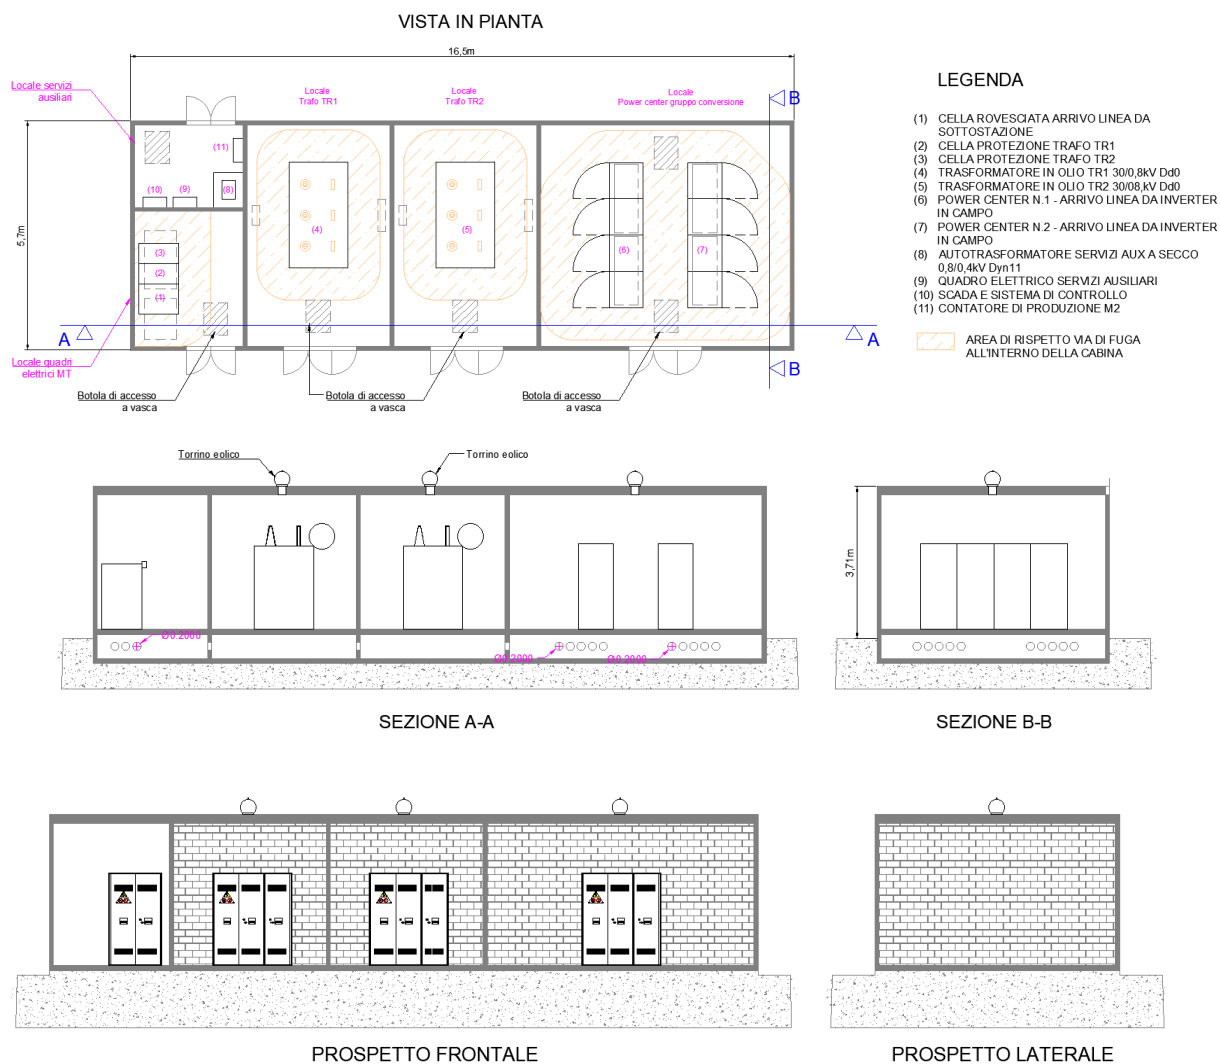 VISTA IN PIANTA
16,5m
Locale servizi
ausiliari
Locale
Trafo TR1
Locale
Trafo TR2
Locale
Power center gruppo conversione
B
5,7m
(11)
(10)
(9)
(8)
(3)
(2)
(1)
(4)
(5)
(6)
(7)
A
A
B
Locale quadri
elettrici MT
Botola di accesso
a vasca
Botola di accesso
a vasca
Botola di accesso
a vasca
LEGENDA
(1) CELLA ROVESCIATA ARRIVO LINEA DA
SOTTOSTAZIONE
(2) CELLA PROTEZIONE TRAFO TR1
(3) CELLA PROTEZIONE TRAFO TR2
(4) TRASFORMATORE IN OLIO TR1 30/0,8kV Dd0
(5) TRASFORMATORE IN OLIO TR2 30/08,kV Dd0
(6) POWER CENTER N.1 - ARRIVO LINEA DA INVERTER
IN CAMPO
(7) POWER CENTER N.2 - ARRIVO LINEA DA INVERTER
IN CAMPO
(8) AUTOTRASFORMATORE SERVIZI AUX A SECCO
0,8/0,4kV Dyn11
(9) QUADRO ELETTRICO SERVIZI AUSILIARI
(10) SCADA E SISTEMA DI CONTROLLO
(11) CONTATORE DI PRODUZIONE M2
AREA DI RISPETTO VIA DI FUGA
ALL'INTERNO DELLA CABINA
Torrino eolico
Torrino eolico
Ø0.2000
Ø0.2000
Ø0.2000
3,71m
SEZIONE A-A
SEZIONE B-B
PROSPETTO FRONTALE
PROSPETTO LATERALE